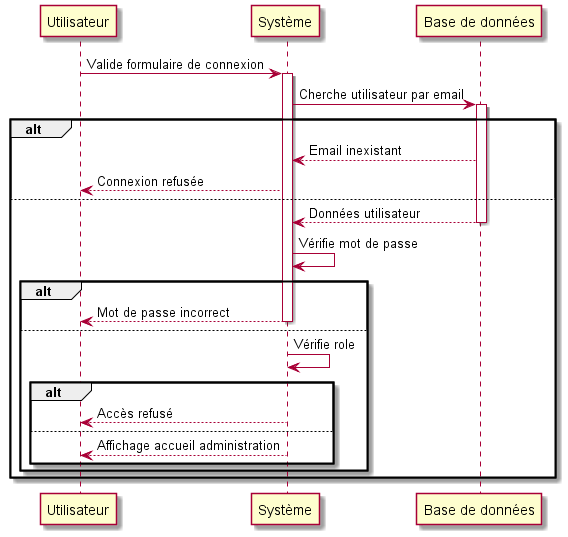 Utilisateur
Système
Base de données
Valide formulaire de connexion
Cherche utilisateur par email
alt
Email inexistant
Connexion refusée
Données utilisateur
Vérifie mot de passe
alt
Mot de passe incorrect
Vérifie role
alt
Accès refusé
Affichage accueil administration
Utilisateur
Système
Base de données